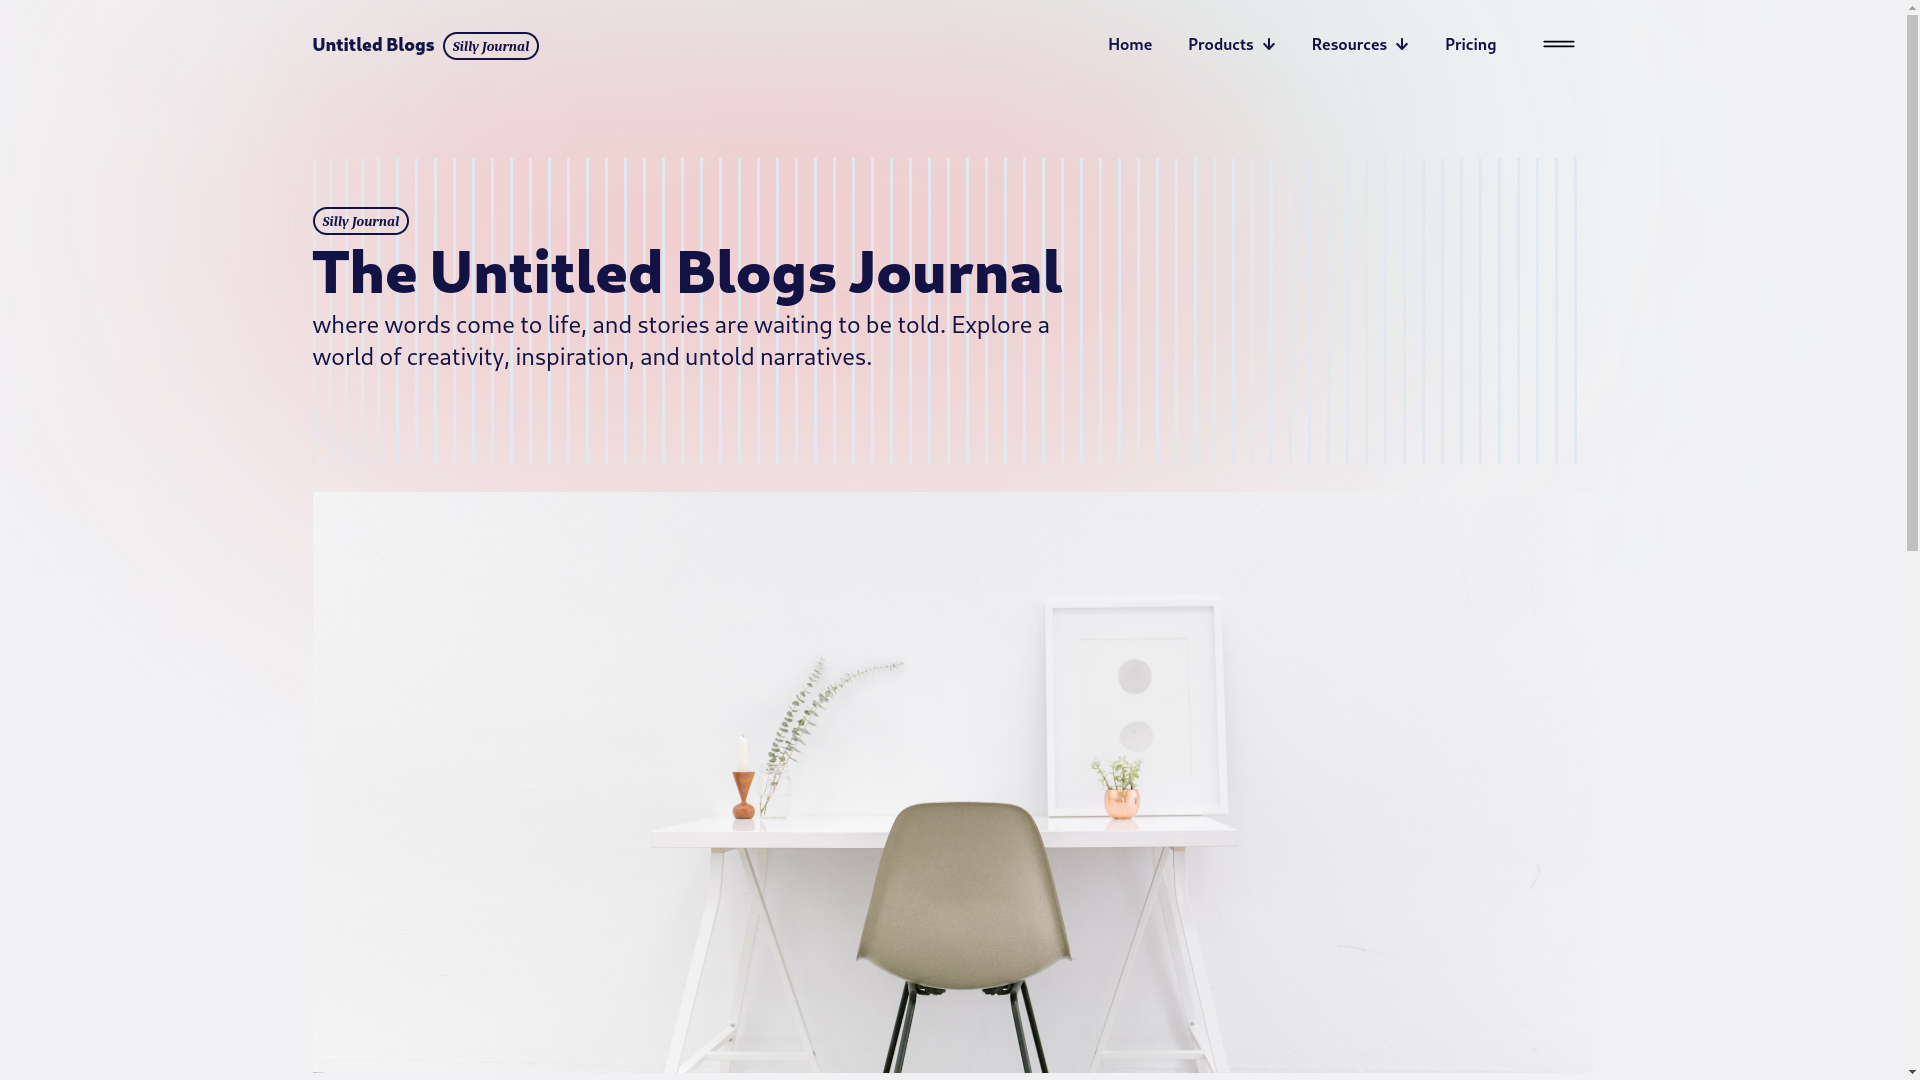 Untitled Blogs Silly Journal Home Products Resources Pricing
Silly Journal
The Untitled Blogs Journal
where words come to life, and stories are waiting to be told. Explore a
world of creativity, inspiration, and untold narratives.